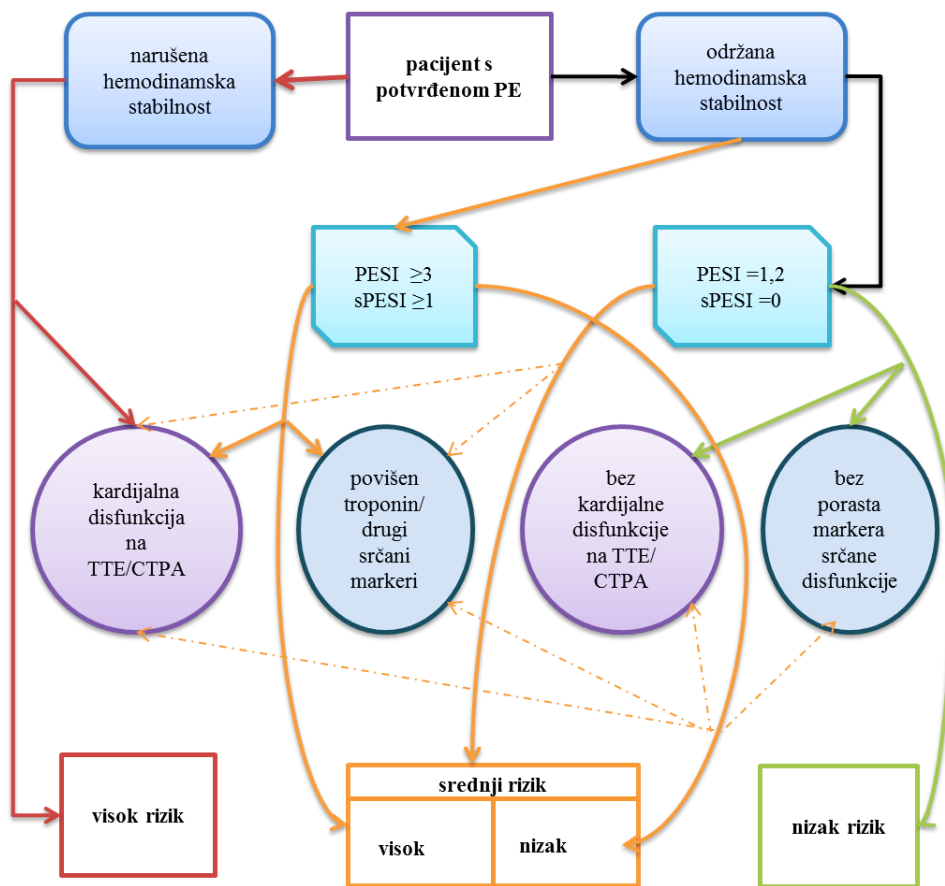 narušena
hemodinamska
stabilnost
pacijent s
potvrđenom PE
održana
hemodinamska
stabilnost
PESI ≥3
sPESI ≥1
PESI =1,2
sPESI =0
kardijalna
disfunkcija
na
TTE/CTPA
povišen
troponin/
drugi
srčani
markeri
bez
kardijalne
disfunkcije
na TTE/
CTPA
bez
porasta
markera
srčane
disfunkcije
visok rizik
srednji rizik
visok
nizak
nizak rizik